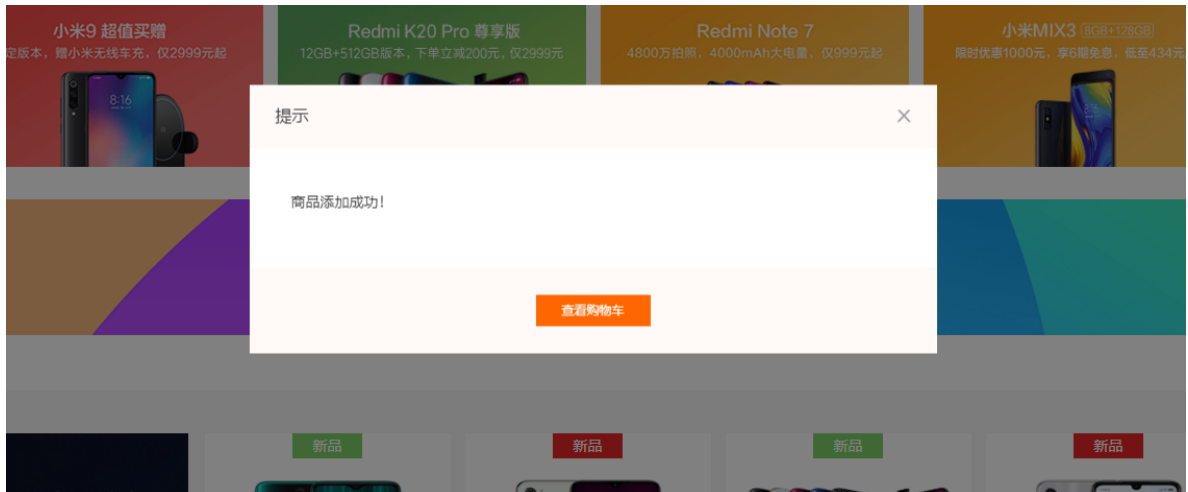 小米9 超值买赠
Redmi K20 Pro 尊享版
Redmi Note 7
小米MIX3 8GB+128GB
定版本，赠小米无线车充，仅2999元起
12GB+512GB版本，下单立减200元，仅2999元
4800万拍照，4000mAh大电量，仅999元起
限时优惠1000元，享6期免息，低至434元
8:16
提示
商品添加成功！
查看购物车
新品
新品
新品
新品